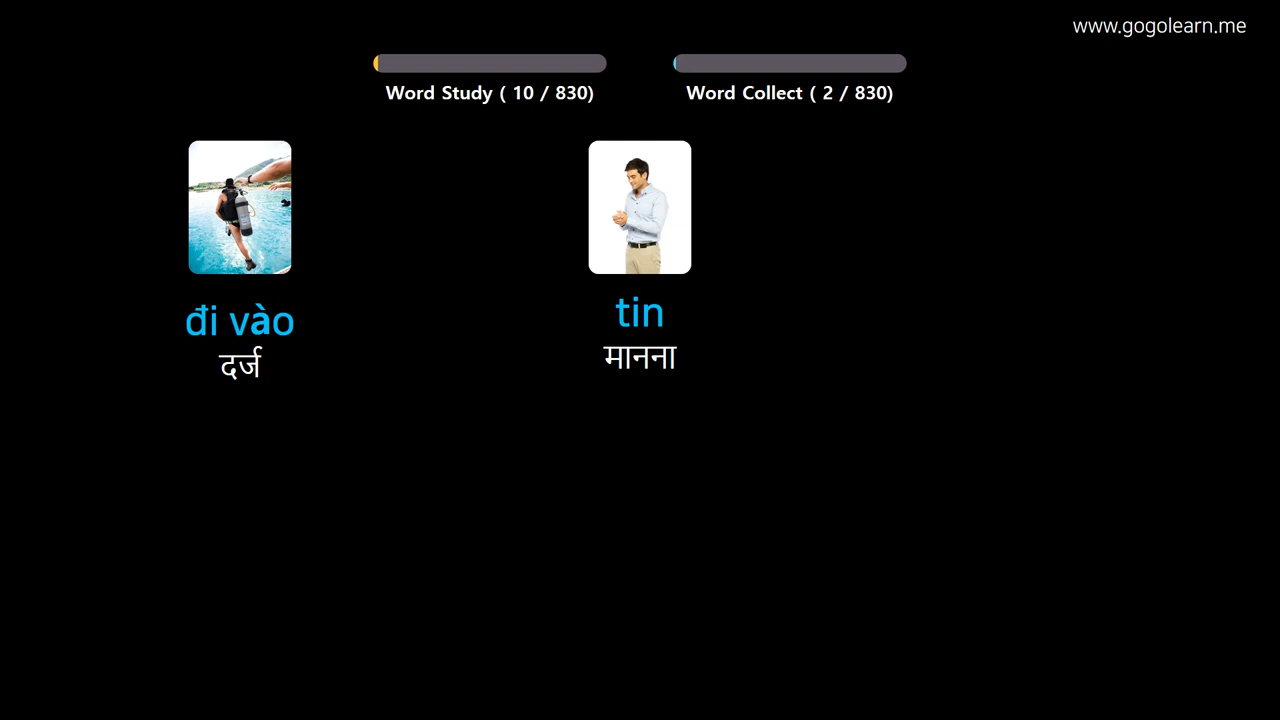 www.gogolearn.me
Word Study ( 10 / 830)
Word Collect ( 2 / 830)
đi vào
दर्ज
tin
मानना